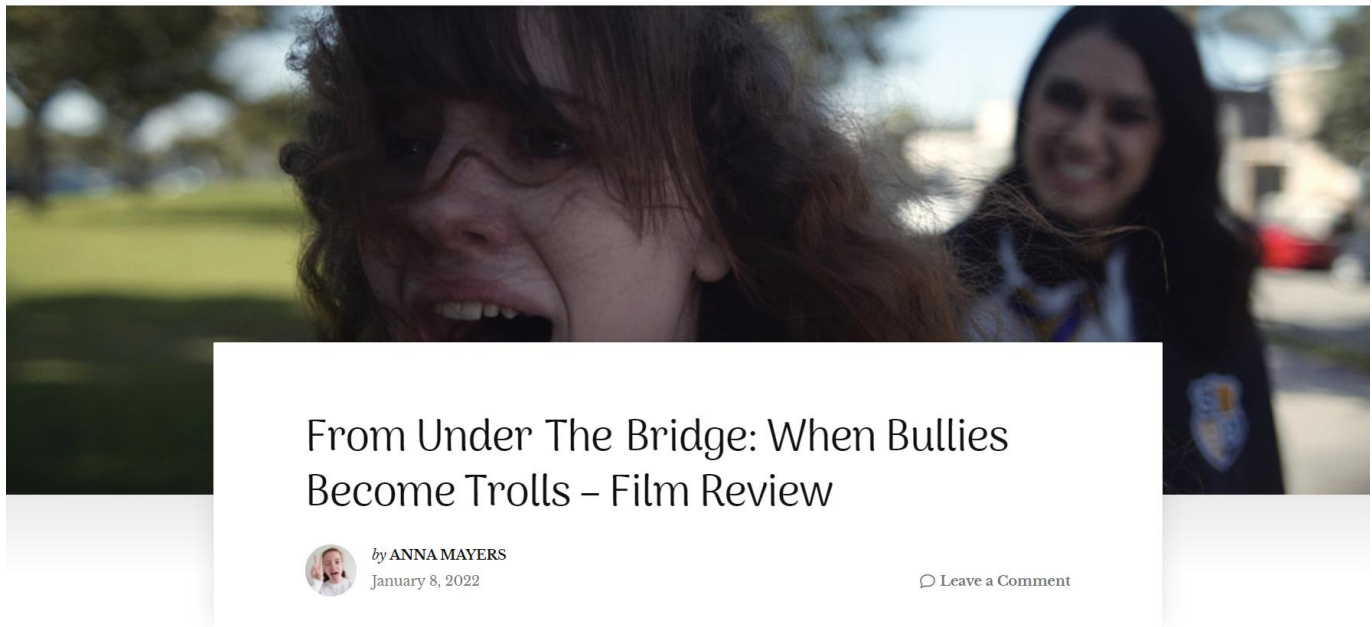 From Under The Bridge: When Bullies
Become Trolls – Film Review
by ANNA MAYERS
January 8, 2022
Leave a Comment